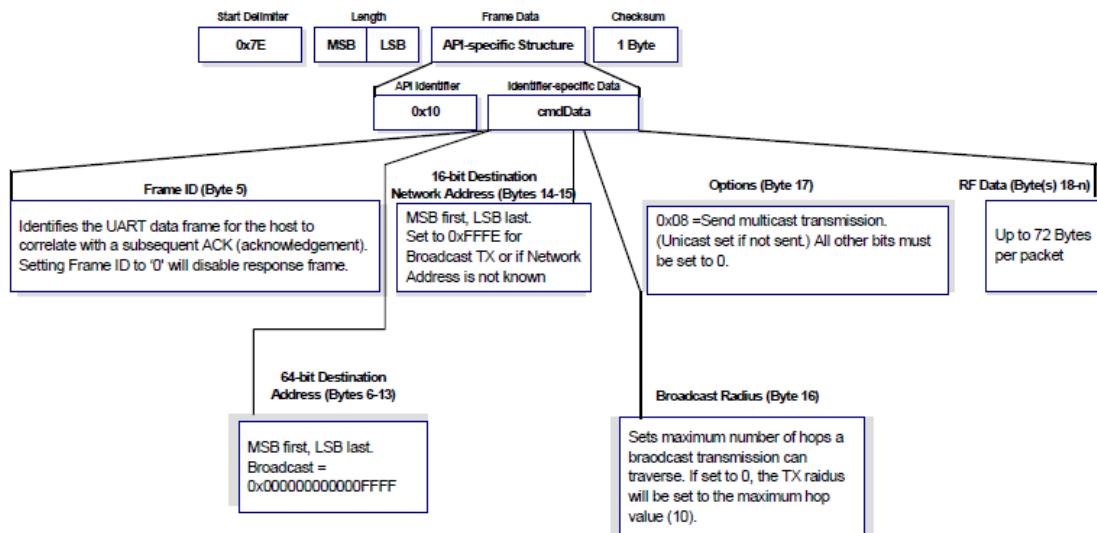 Start Delimiter
Length
Frame Data
Checksum
0x7E
MSB
LSB
API-specific Structure
1 Byte
API Identifier
Identifier-specific Data
0x10
cmdData
Frame ID (Byte 5)
Identifies the UART data frame for the host to
correlate with a subsequent ACK (acknowledgement).
Setting Frame ID to '0' will disable response frame.
16-bit Destination
Network Address (Bytes 14-15)
MSB first, LSB last.
Set to 0xFFFE for
Broadcast TX or if Network
Address is not known
Options (Byte 17)
0x08 =Send multicast transmission.
(Unicast set if not sent.) All other bits must
be set to 0.
RF Data (Byte(s) 18-n)
Up to 72 Bytes
per packet
64-bit Destination
Address (Bytes 6-13)
MSB first, LSB last.
Broadcast =
0x000000000000FFFF
Broadcast Radius (Byte 16)
Sets maximum number of hops a
braodcast transmission can
traverse. If set to 0, the TX raidus
will be set to the maximum hop
value (10).